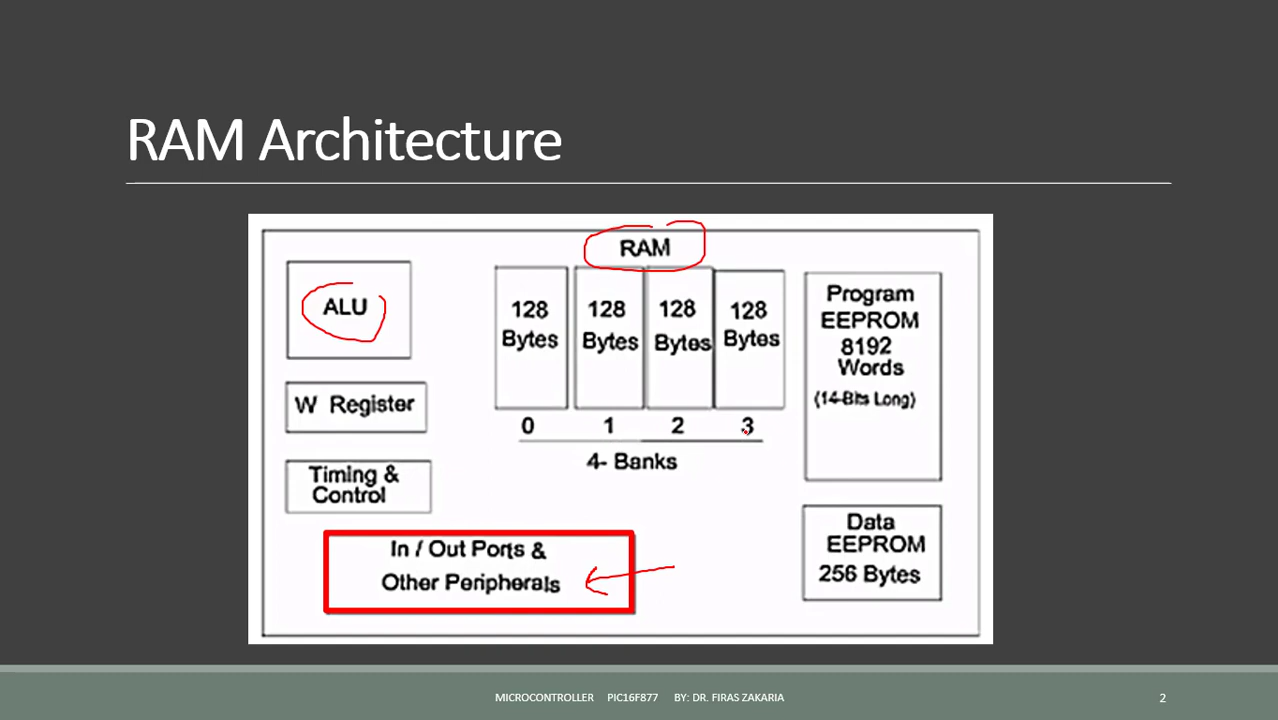 RAM Architecture
RAM
ALU
W Register
Timing &
Control
In / Out Ports &
Other Peripherals
128
Bytes
128
Bytes
128
Bytes
128
Bytes
0 1 2 3
4- Banks
Program
EEPROM
8192
Words
(14-Bits Long)
Data
EEPROM
256 Bytes
MICROCONTROLLER PIC16F877 BY: DR. FIRAS ZAKARIA
2